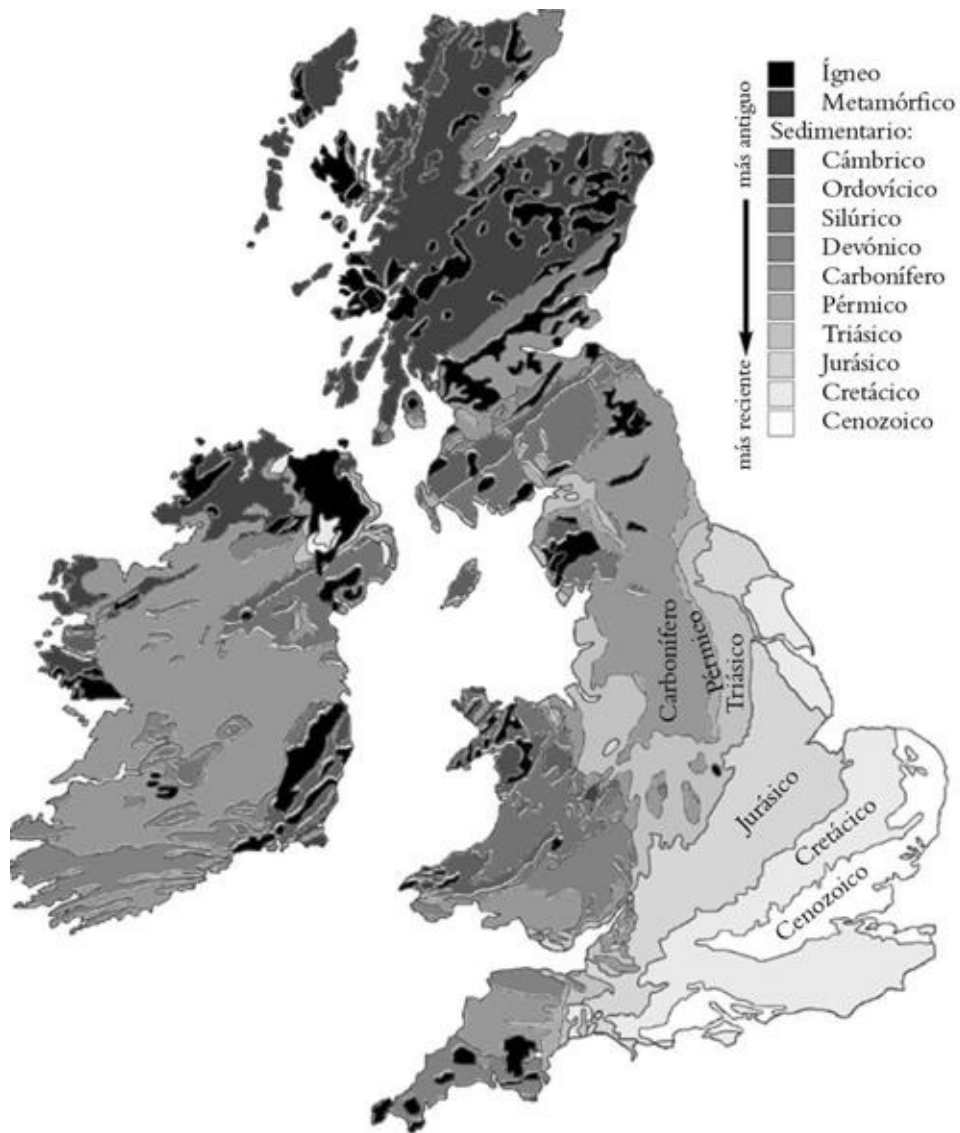 Ígneo
Metamórfico
Sedimentario:
Cámbrico
Ordovícico
Silúrico
Devónico
Carbonífero
Pérmico
Triásico
Jurásico
Cretácico
Cenozoico
más antiguo
más reciente
Carbonífero
Pérmico
Triásico
Jurásico
Cretácico
Cenozoico